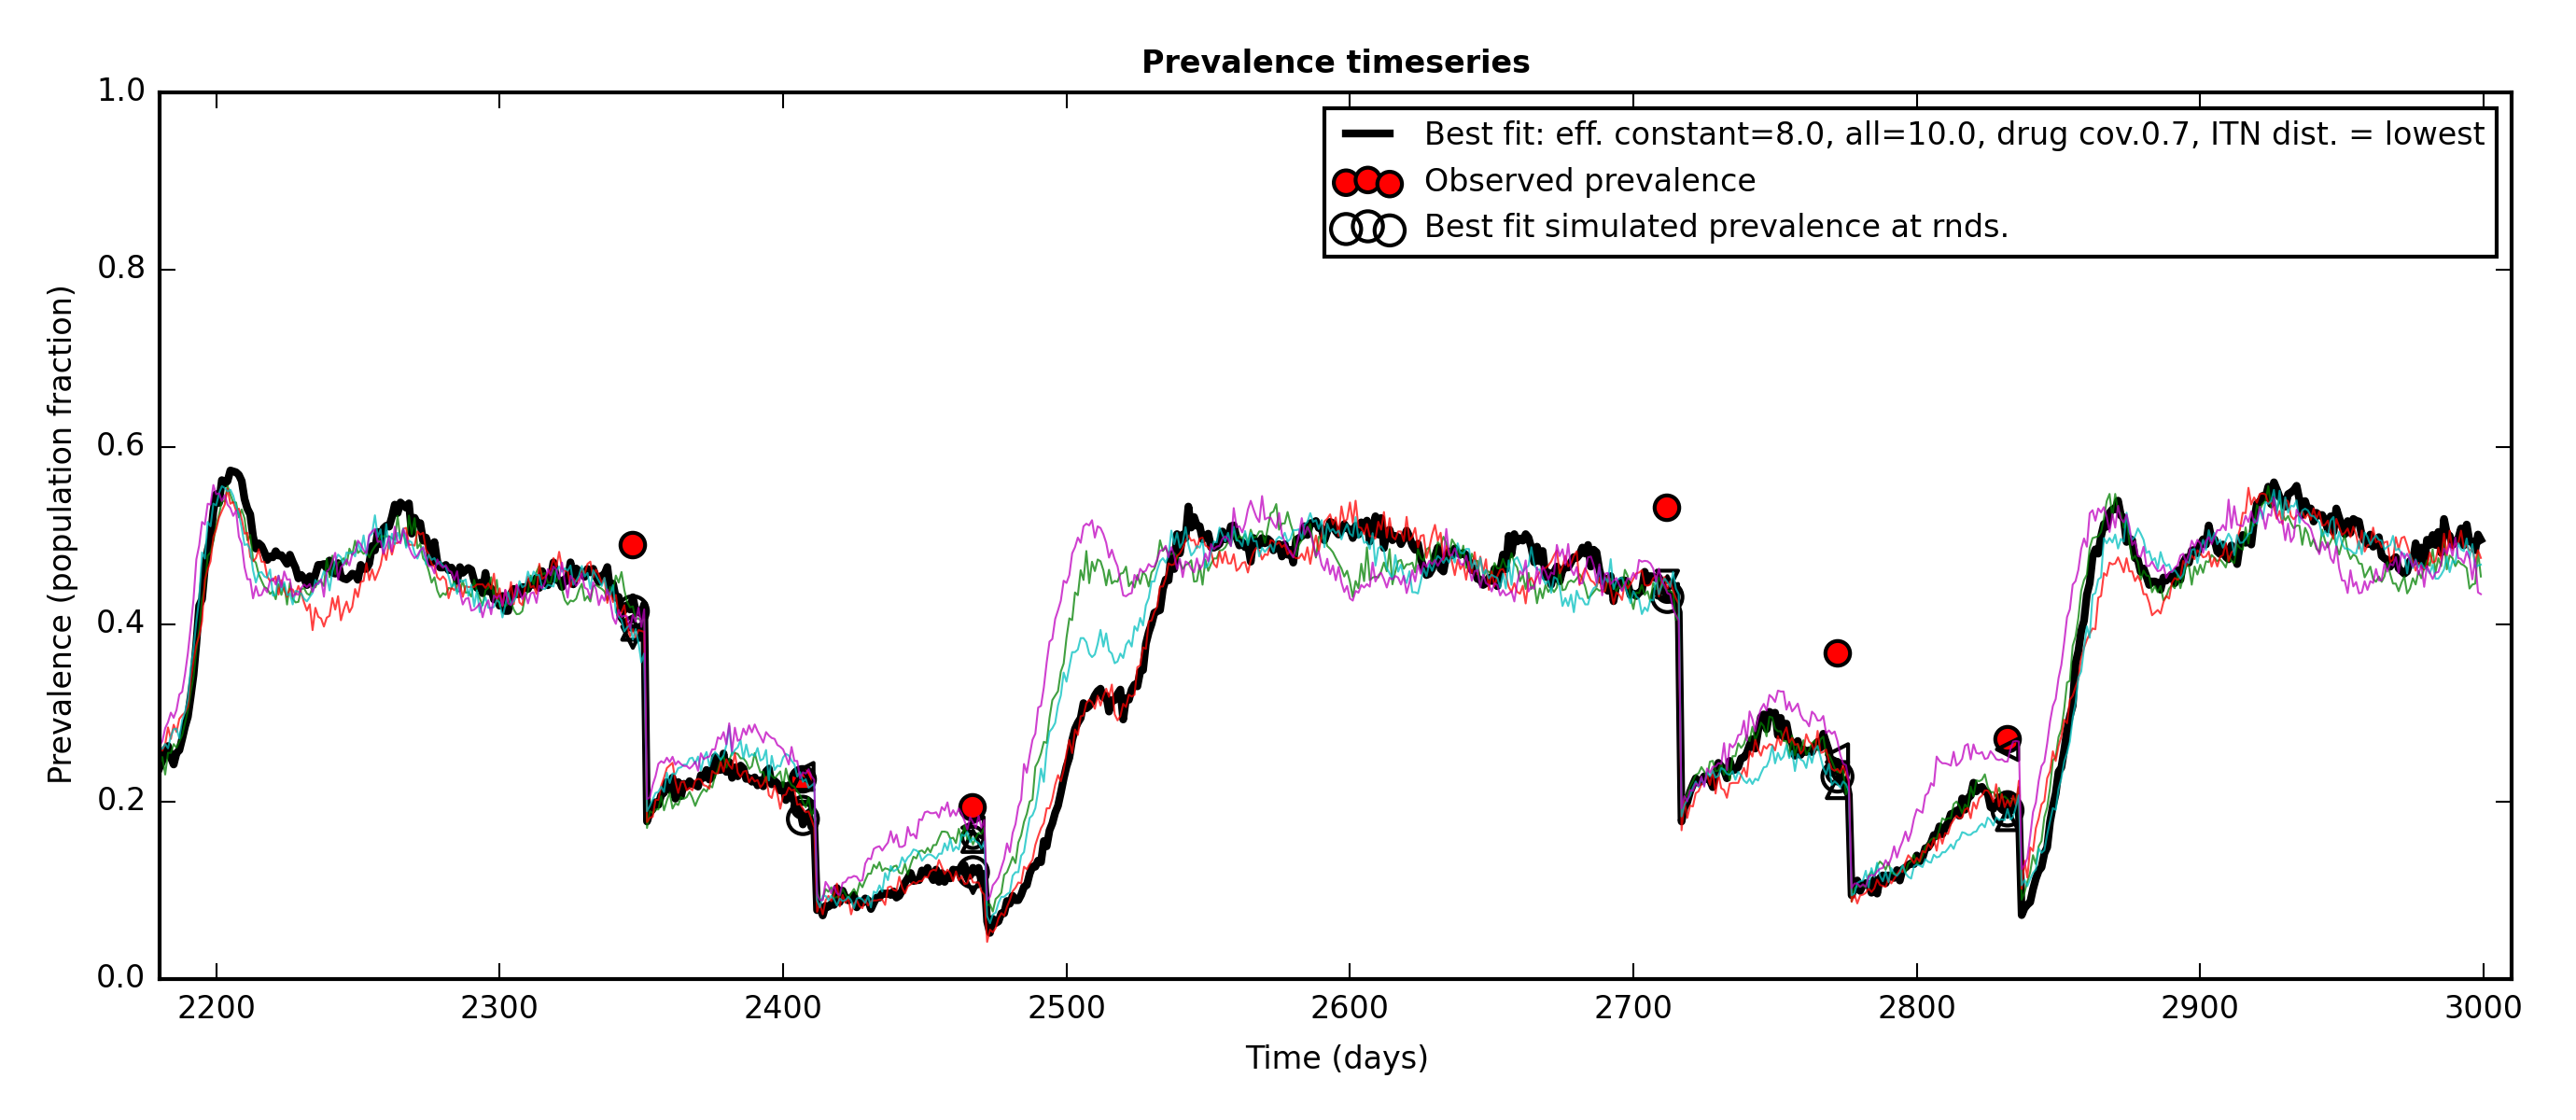 Prevalence timeseries
Best fit: eff. constant=8.0, all=10.0, drug cov.0.7, ITN dist. = lowest
Observed prevalence
Best fit simulated prevalence at rnds.
Prevalence (population fraction)
1.0
0.8
0.6
0.4
0.2
0.0
2200 2300 2400 2500 2600 2700 2800 2900 3000
Time (days)